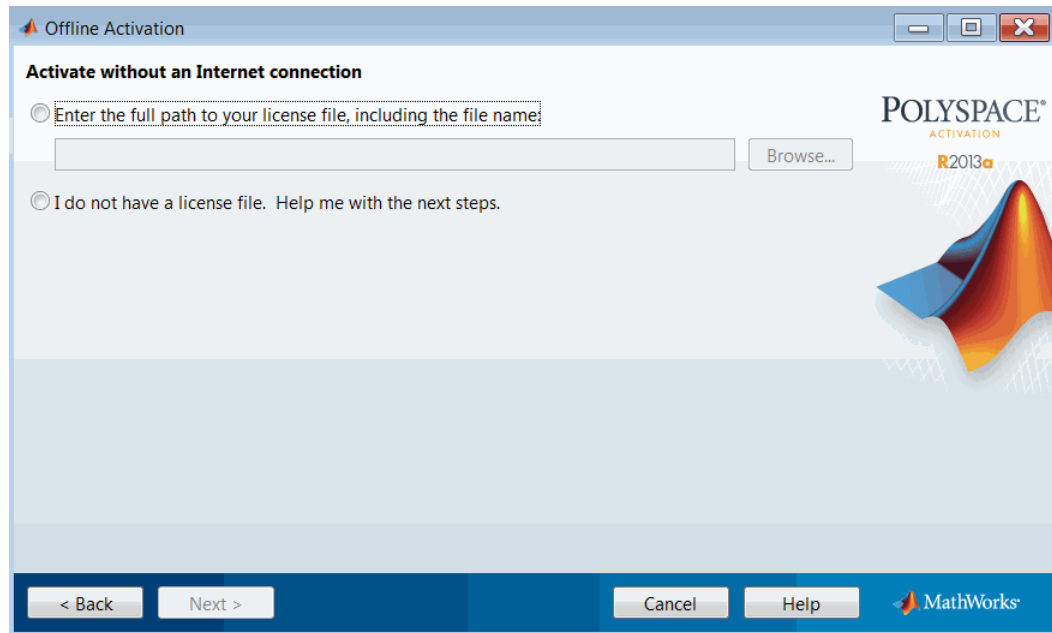 Offline Activation
Activate without an Internet connection
Enter the full path to your license file, including the file name:
Browse...
I do not have a license file. Help me with the next steps.
POLYSPACE®
ACTIVATION
R2013a
< Back
Next >
Cancel
Help
MathWorks®